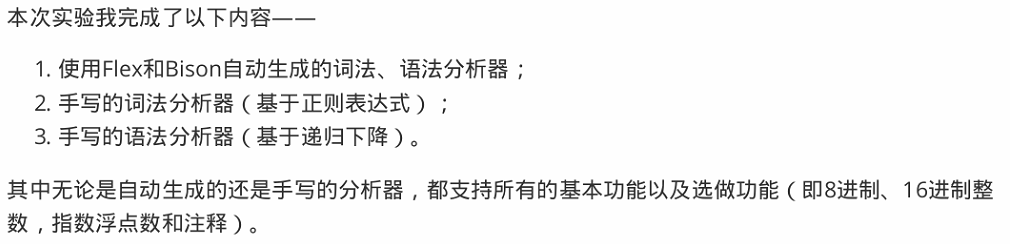 本次实验我完成了以下内容——
1. 使用Flex和Bison自动生成的词法、语法分析器；
2. 手写的词法分析器（基于正则表达式）；
3. 手写的语法分析器（基于递归下降）。
其中无论是自动生成的还是手写的分析器，都支持所有的基本功能以及选做功能（即8进制、16进制整
数，指数浮点数和注释）。